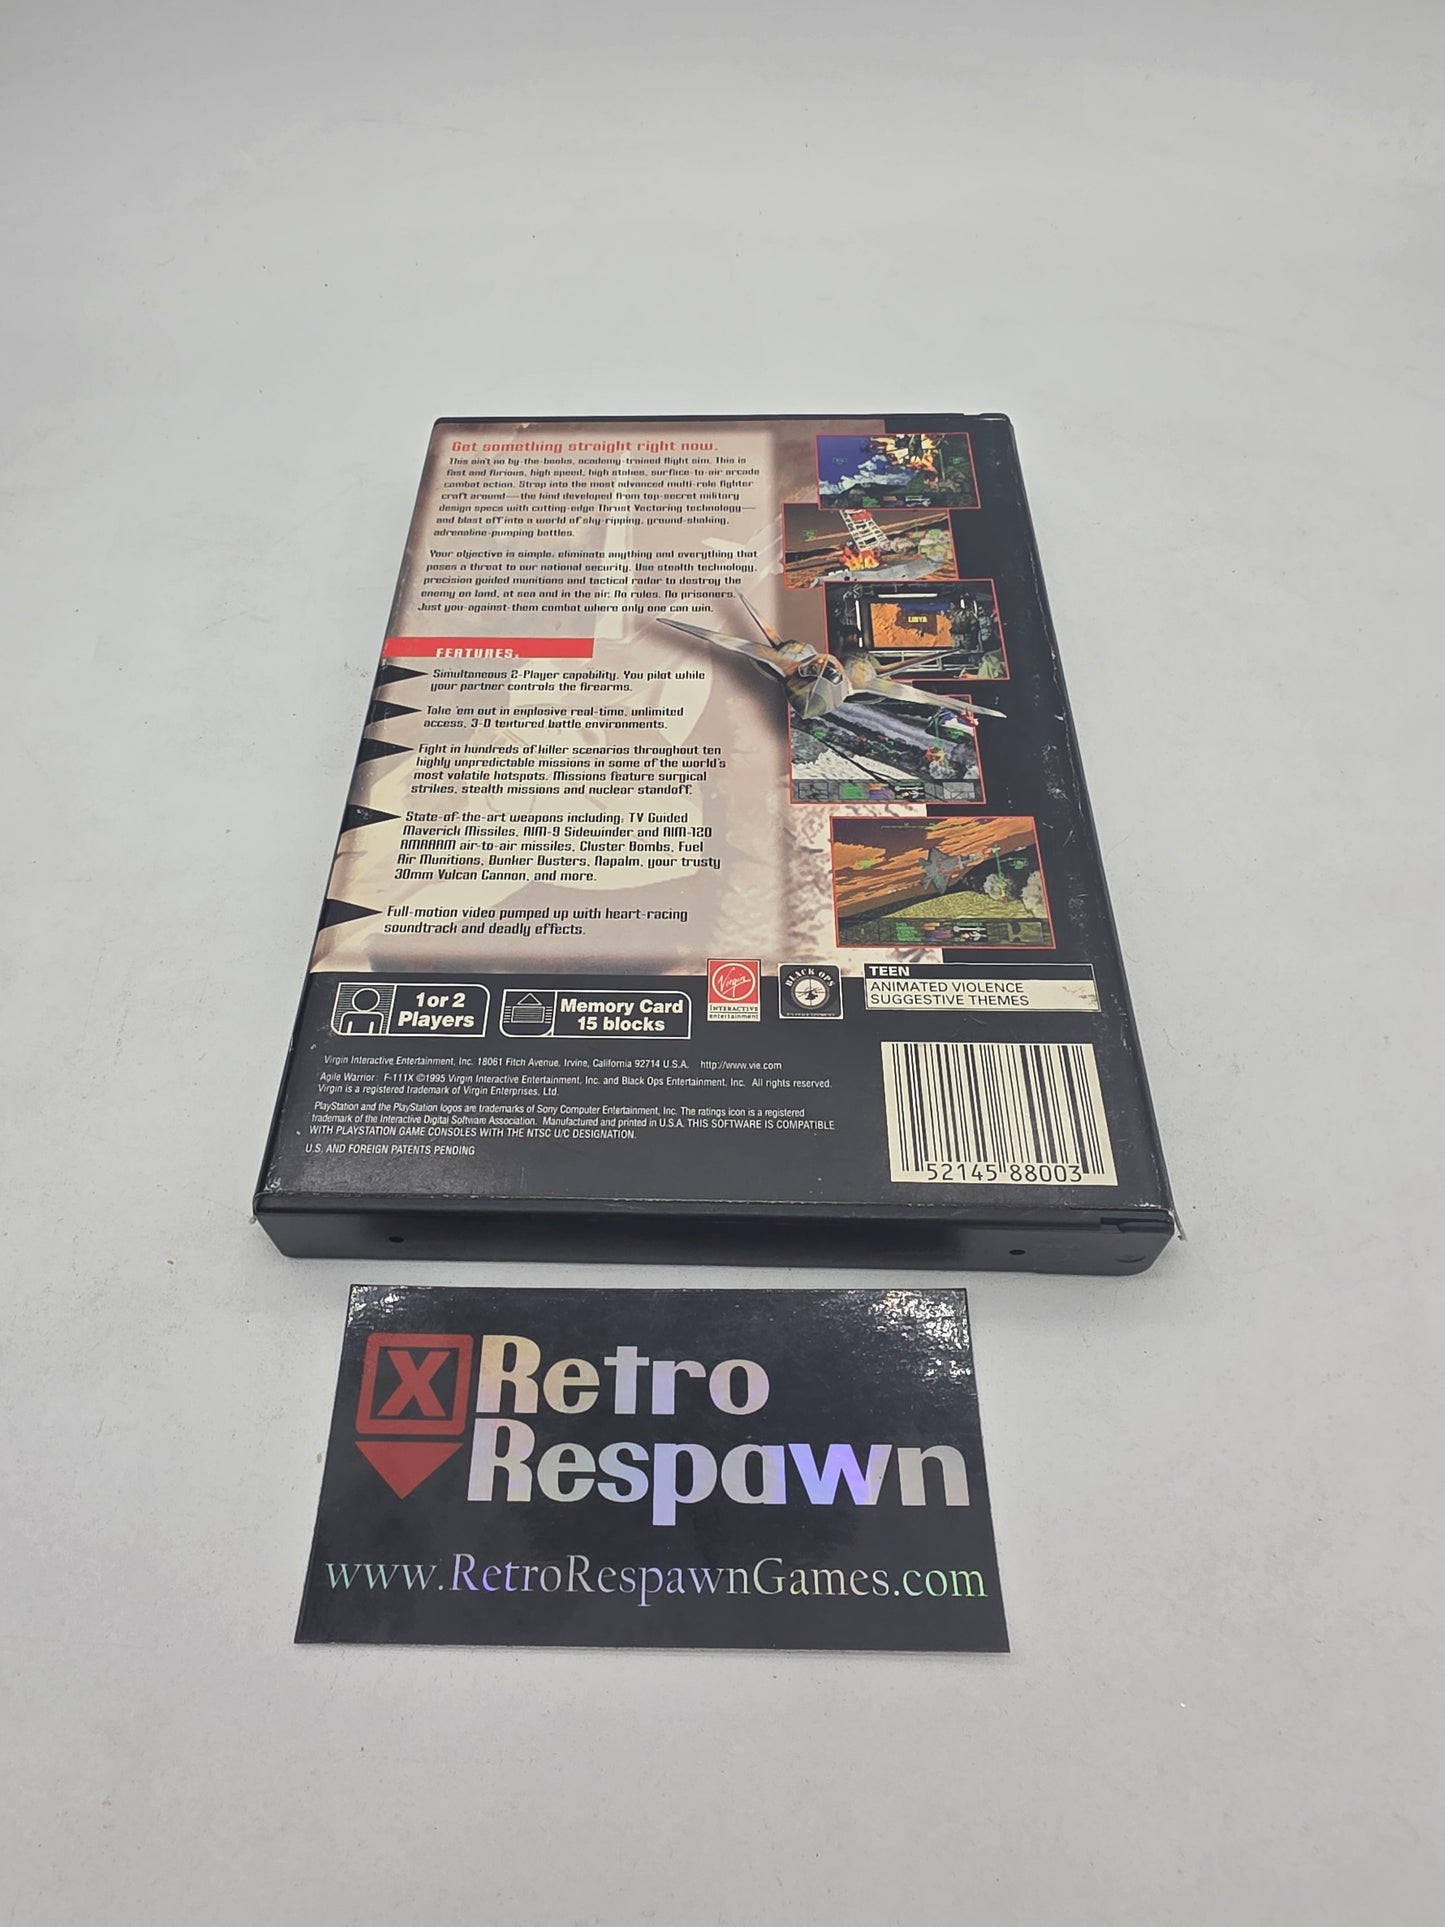 Get something straight right now.
This ain't no by-the-books, academy-trained flight sim. This is
fast and furious, high speed, high stakes, surface-to-air arcade
combat action. Strap into the most advanced multi-role fighter
craft around—the kind developed from top-secret military
design specs with cutting-edge Thrust Vectoring technology—
and blast off into a world of sky-ripping, ground-shaking,
adrenaline-pumping battles.
Your objective is simple: eliminate anything and everything that
poses a threat to our national security. Use stealth technology,
precision guided munitions and tactical radar to destroy the
enemy on land, at sea and in the air. No rules. No prisoners.
Just you-against-them combat where only one can win.
FEATURES.
Simultaneous 2-Player capability. You pilot while
your partner controls the firearms.
Take 'em out in explosive real-time, unlimited
access, 3-D textured battle environments.
Fight in hundreds of killer scenarios throughout ten
highly unpredictable missions in some of the world's
most volatile hotspots. Missions feature surgical
strikes, stealth missions and nuclear standoff.
State-of-the-art weapons including: TV Guided
Maverick Missiles, AIM-9 Sidewinder and AIM-120
AMRAAM air-to-air missiles, Cluster Bombs, Fuel
Air Munitions, Bunker Busters, Napalm, your trusty
30mm Vulcan Cannon, and more.
Full-motion video pumped up with heart-racing
soundtrack and deadly effects.
LIBYA
1 or 2
Players
Memory Card
15 blocks
Virgin
INTERACTIVE
entertainment
BLACK OPS
ENTERTAINMENT
TEEN
ANIMATED VIOLENCE
SUGGESTIVE THEMES
Virgin Interactive Entertainment, Inc. 18061 Fitch Avenue, Irvine, California 92714 U.S.A. http://www.vie.com
Agile Warrior: F-111X ©1995 Virgin Interactive Entertainment, Inc. and Black Ops Entertainment, Inc. All rights reserved.
Virgin is a registered trademark of Virgin Enterprises, Ltd.
PlayStation and the PlayStation logos are trademarks of Sony Computer Entertainment, Inc. The ratings icon is a registered
trademark of the Interactive Digital Software Association. Manufactured and printed in U.S.A. THIS SOFTWARE IS COMPATIBLE
WITH PLAYSTATION GAME CONSOLES WITH THE NTSC U/C DESIGNATION.
U.S. AND FOREIGN PATENTS PENDING
52145 88003
X Retro
Respawn
www.RetroRespawnGames.com